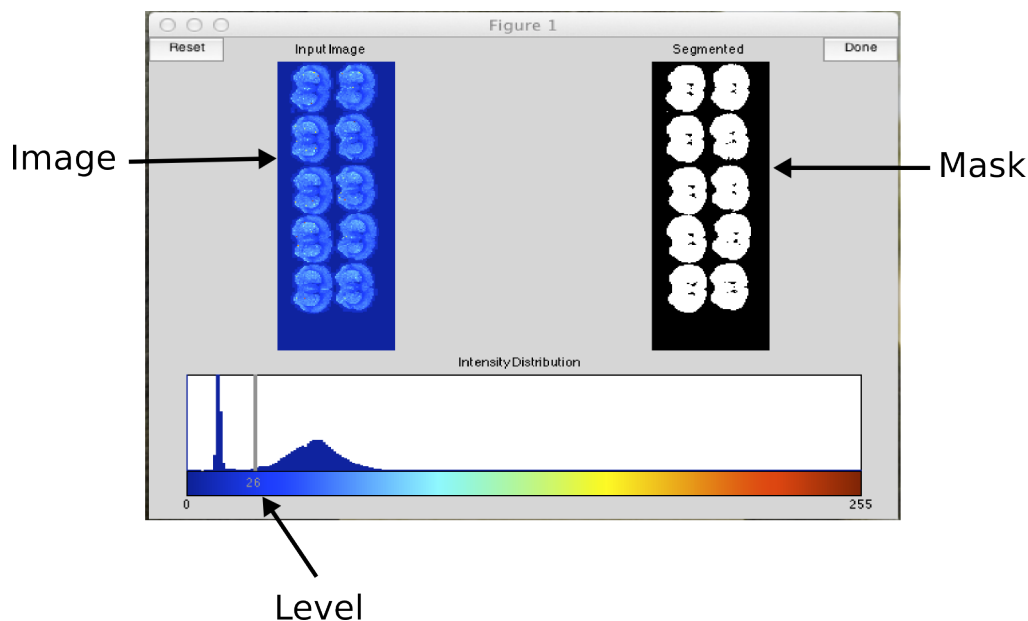 Figure 1
Reset
Input Image
Segmented
Done
Image
Mask
Intensity Distribution
26
0
255
Level